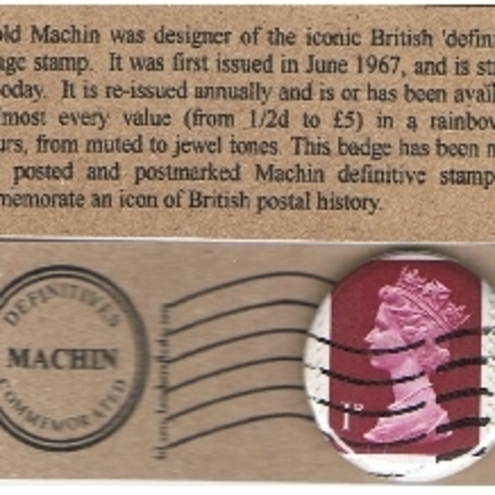 old Machin was designer of the iconic British 'defini
age stamp. It was first issued in June 1967, and is st
oday. It is re-issued annually and is or has been avail
most every value (from 1/2d to £5) in a rainbow
urs, from muted to jewel tones. This badge has been m
posted and postmarked Machin definitive stamp
memorate an icon of British postal history.
DEFINITIVES
MACHIN
COMMEMORATED
1P